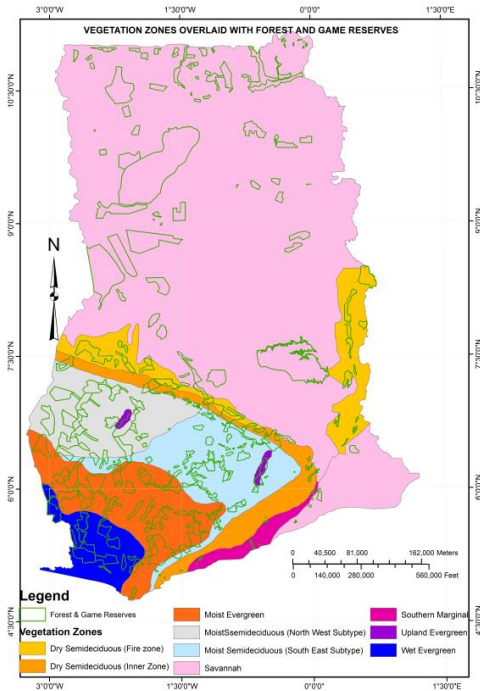 VEGETATION ZONES OVERLAID WITH FOREST AND GAME RESERVES
3°0'0"W 1°30'0"W 0°0'0" 1°30'0"E
10°30'0"N 10°30'0"N
9°0'0"N 9°0'0"N
N
7°30'0"N 7°30'0"N
6°0'0"N 6°0'0"N
0 40,500 81,000 162,000 Meters
0 140,000 280,000 560,000 Feet
4°30'0"N 4°30'0"N
Legend
Forest & Game Reserves
Vegetation Zones
Dry Semideciduous (Fire zone)
Dry Semideciduous (Inner Zone)
Moist Evergreen
MoistSsemideciduous (North West Subtype)
Moist Semideciduous (South East Subtype)
Savannah
Southern Marginal
Upland Evergreen
Wet Evergreen
3°0'0"W 1°30'0"W 0°0'0" 1°30'0"E